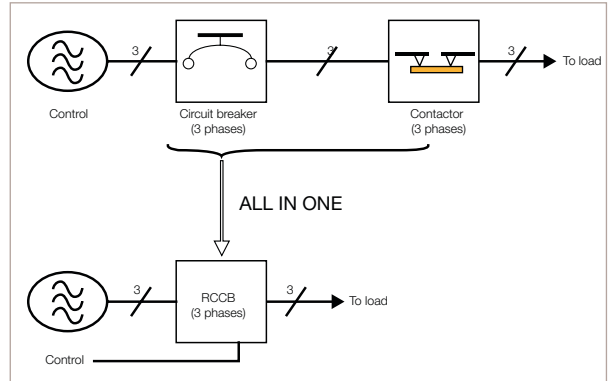 3
3
3
To load
Control
Circuit breaker
(3 phases)
Contactor
(3 phases)
ALL IN ONE
3
RCCB
(3 phases)
3
To load
Control